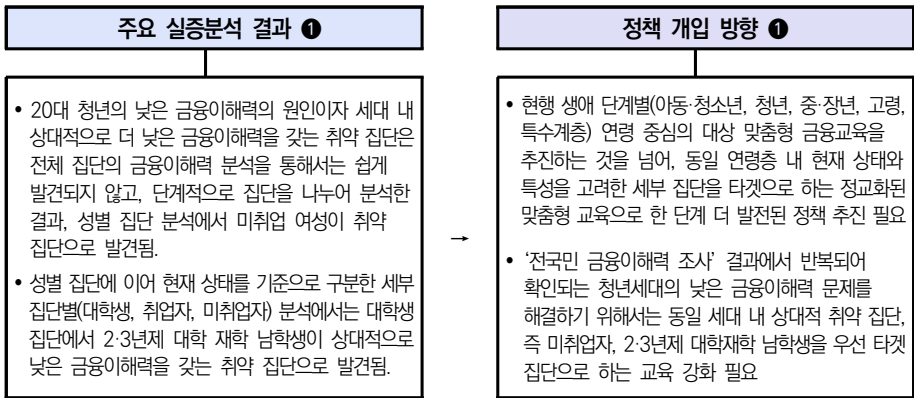 주요 실증분석 결과 ❶
• 20대 청년의 낮은 금융이해력의 원인이자 세대 내
상대적으로 더 낮은 금융이해력을 갖는 취약 집단은
전체 집단의 금융이해력 분석을 통해서는 쉽게
발견되지 않고, 단계적으로 집단을 나누어 분석한
결과, 성별 집단 분석에서 미취업 여성이 취약
집단으로 발견됨.
• 성별 집단에 이어 현재 상태를 기준으로 구분한 세부
집단별(대학생, 취업자, 미취업자) 분석에서는 대학생
집단에서 2·3년제 대학 재학 남학생이 상대적으로
낮은 금융이해력을 갖는 취약 집단으로 발견됨.
→
정책 개입 방향 ❶
• 현행 생애 단계별(아동·청소년, 청년, 중·장년, 고령,
특수계층) 연령 중심의 대상 맞춤형 금융교육을
추진하는 것을 넘어, 동일 연령층 내 현재 상태와
특성을 고려한 세부 집단을 타겟으로 하는 정교화된
맞춤형 교육으로 한 단계 더 발전된 정책 추진 필요
• ‘전국민 금융이해력 조사’ 결과에서 반복되어
확인되는 청년세대의 낮은 금융이해력 문제를
해결하기 위해서는 동일 세대 내 상대적 취약 집단,
즉 미취업자, 2·3년제 대학재학 남학생을 우선 타겟
집단으로 하는 교육 강화 필요